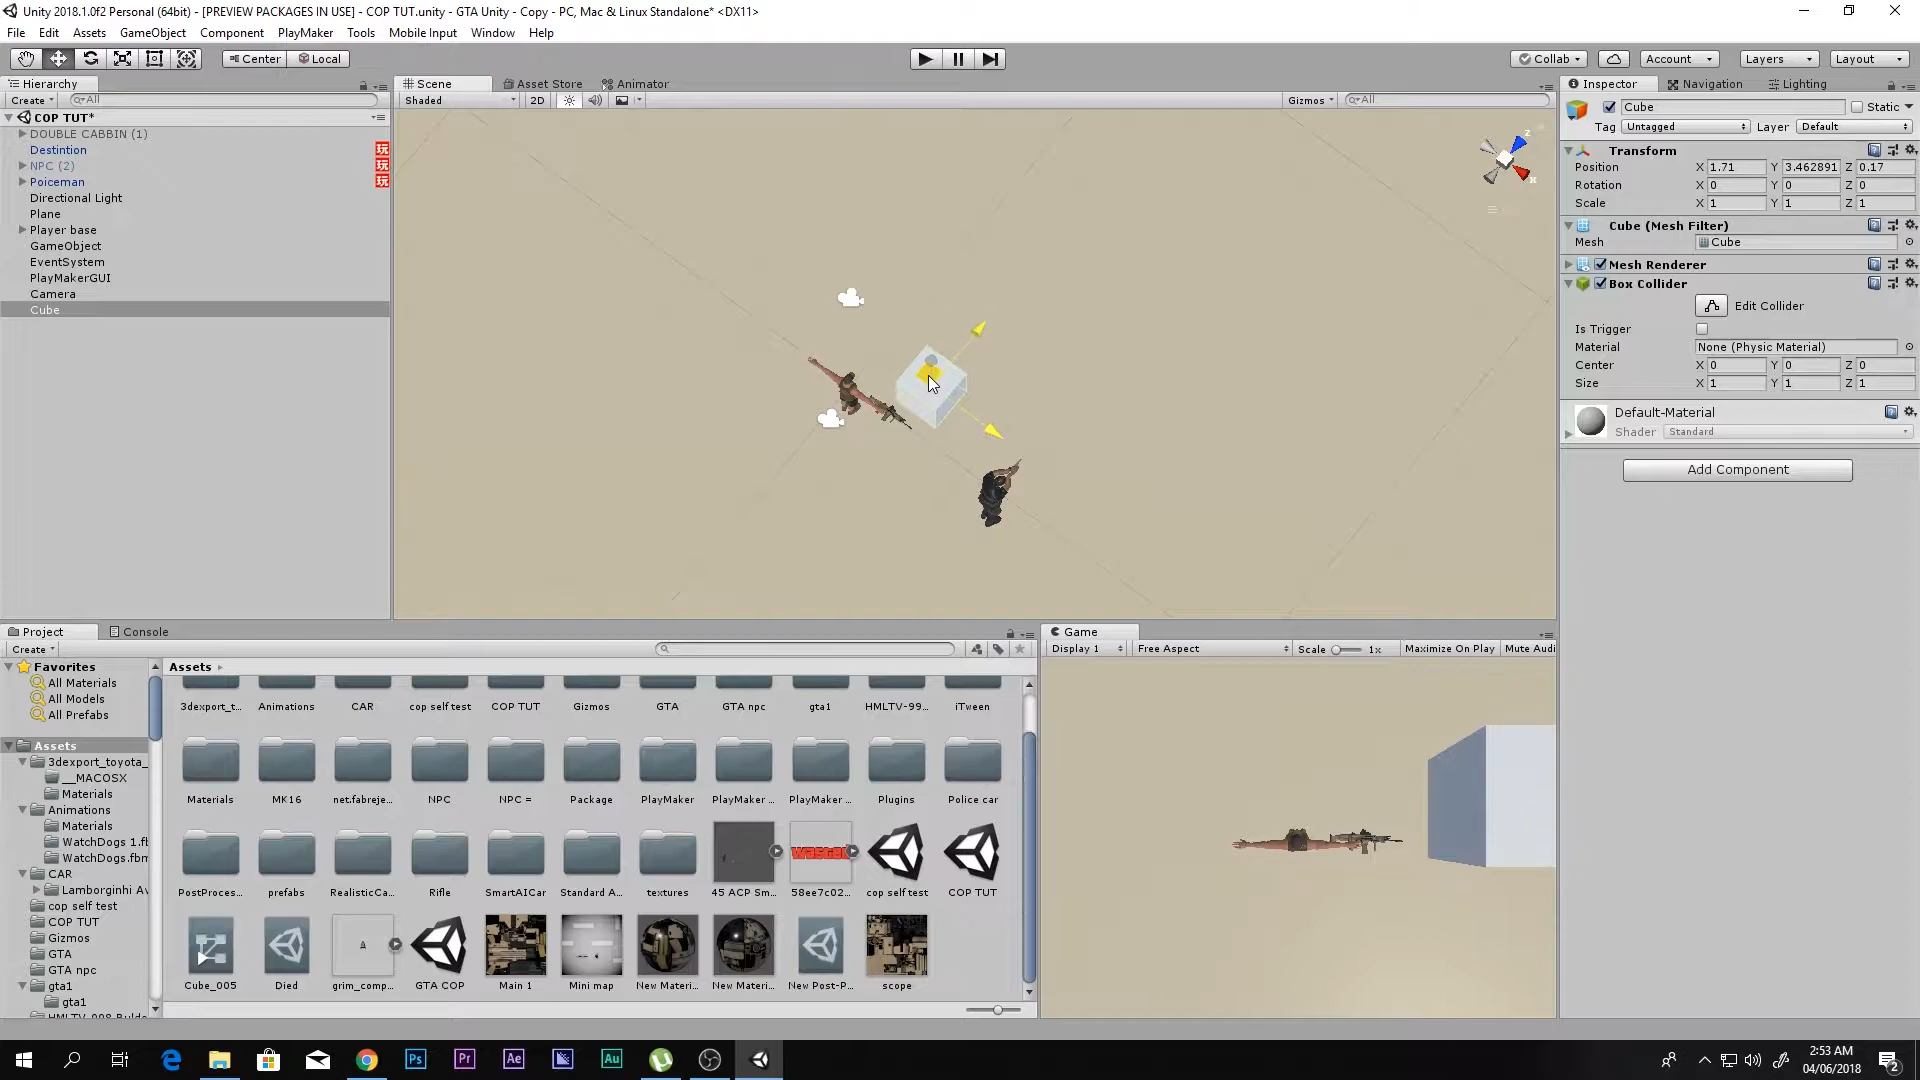 Unity 2018.1.0f2 Personal (64bit) - [PREVIEW PACKAGES IN USE] - COP TUT.unity - GTA Unity - Copy - PC, Mac & Linux Standalone* <DX11>
File Edit Assets GameObject Component PlayMaker Tools Mobile Input Window Help
Center Local Collab Account Layers Layout
Hierarchy
Create All
COP TUT*
DOUBLE CABBIN (1)
Destintion 玩
NPC (2) 玩
Poiceman 玩
Directional Light
Plane
Player base
GameObject
EventSystem
PlayMakerGUI
Camera
Cube
Scene Asset Store Animator
Shaded 2D Gizmos All
z
x
Inspector Navigation Lighting
Cube Static
Tag Untagged Layer Default
Transform
Position X 1.71 Y 3.462891 Z 0.17
Rotation X 0 Y 0 Z 0
Scale X 1 Y 1 Z 1
Cube (Mesh Filter)
Mesh Cube
Mesh Renderer
Box Collider
Edit Collider
Is Trigger
Material None (Physic Material)
Center X 0 Y 0 Z 0
Size X 1 Y 1 Z 1
Default-Material
Shader Standard
Add Component
Project Console
Create
Favorites
All Materials
All Models
All Prefabs
Assets
3dexport_toyota_
__MACOSX
Materials
Animations
Materials
WatchDogs 1.fb
WatchDogs.fbm
CAR
Lamborginhi Av
cop self test
COP TUT
Gizmos
GTA
GTA npc
gta1
gta1
Assets
3dexport_t... Animations CAR cop self test COP TUT Gizmos GTA GTA npc gta1 HMLTV-99... iTween
Materials MK16 net.fabreje... NPC NPC = Package PlayMaker PlayMaker ... PlayMaker ... Plugins Police car
PostProces... prefabs RealisticCa... Rifle SmartAICar Standard A... textures 45 ACP Sm... 58ee7c02... cop self test COP TUT
Cube_005 Died grim_comp... GTA COP Main 1 Mini map New Materi... New Materi... New Post-P... scope
Game
Display 1 Free Aspect Scale 1x Maximize On Play Mute Audi
Ps Pr Ae Au
2:53 AM
04/06/2018
2